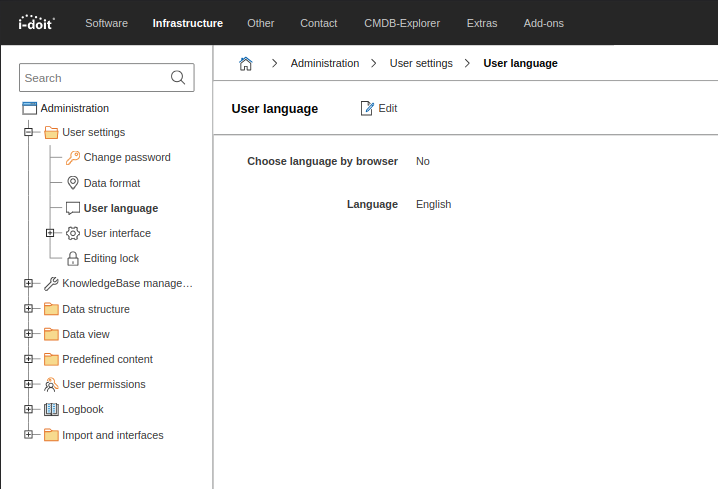 i-doit Software Infrastructure Other Contact CMDB-Explorer Extras Add-ons
Search
Administration
User settings
Change password
Data format
User language
User interface
Editing lock
KnowledgeBase manage…
Data structure
Data view
Predefined content
User permissions
Logbook
Import and interfaces
Administration User settings User language
User language Edit
Choose language by browser No
Language English